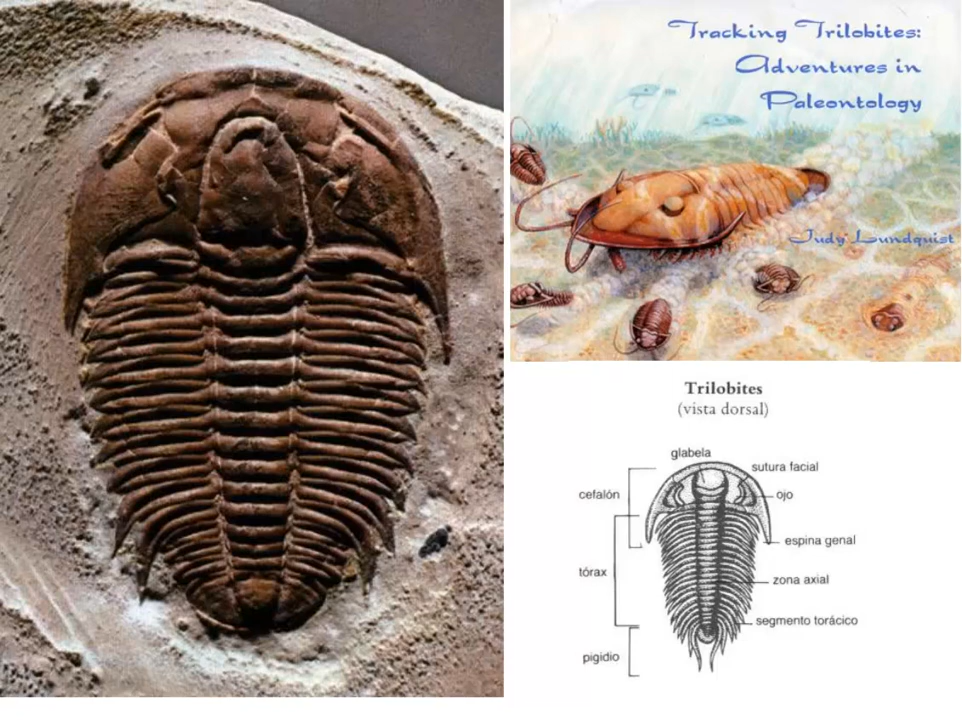 Tracking Trilobites:
Adventures in
Paleontology
Judy Lundquist
Trilobites
(vista dorsal)
glabela
sutura facial
cefalón
ojo
espina genal
tórax
zona axial
segmento torácico
pigidio